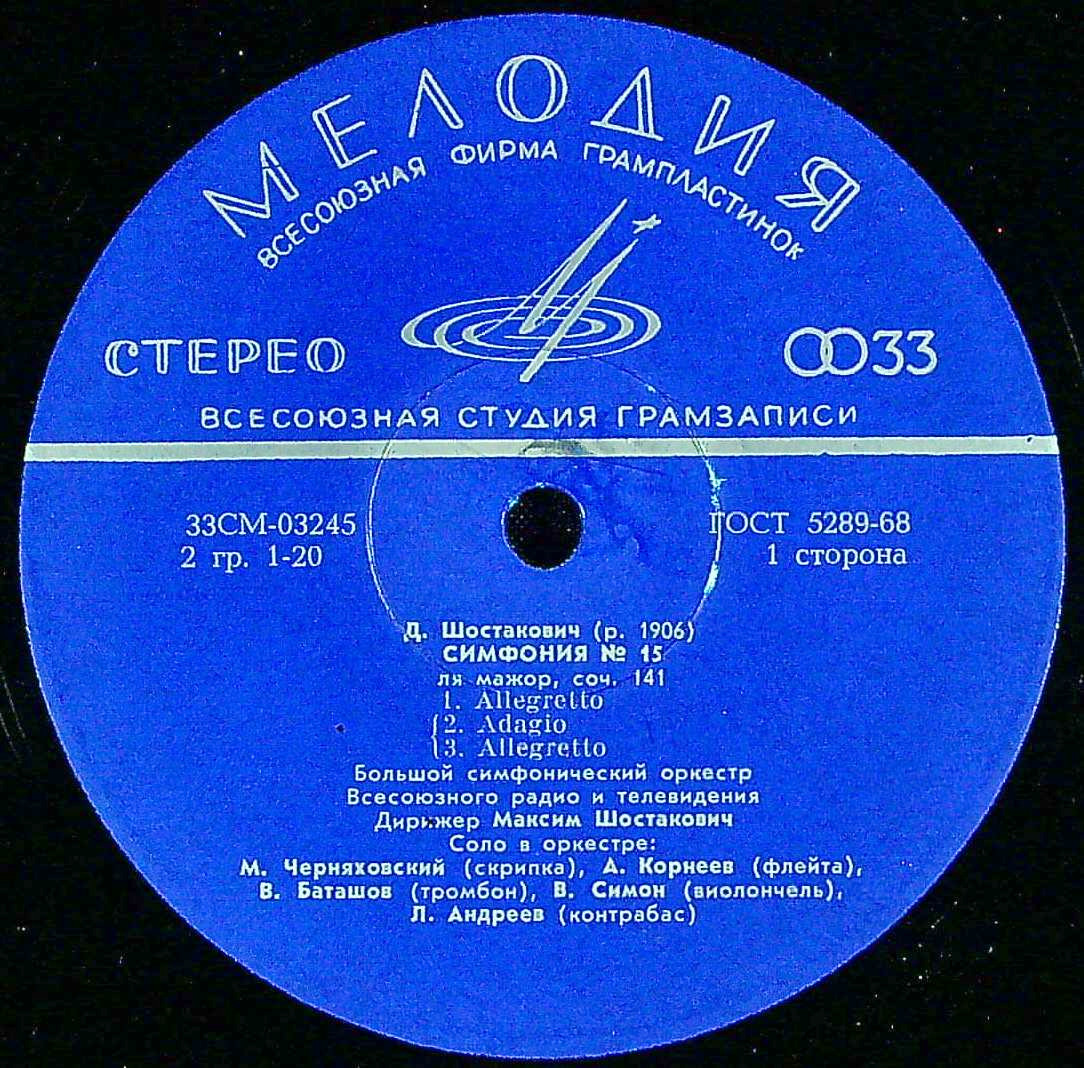 МЕЛОДИЯ
ВСЕСОЮЗНАЯ ФИРМА ГРАМПЛАСТИНОК
СТЕРЕО
33
ВСЕСОЮЗНАЯ СТУДИЯ ГРАМЗАПИСИ
33СМ-03245
ГОСТ 5289-68
2 гр. 1-20
1 сторона
Д. Шостакович (р. 1906)
СИМФОНИЯ № 15
ля мажор, соч. 141
1. Allegretto
2. Adagio
3. Allegretto
Большой симфонический оркестр
Всесоюзного радио и телевидения
Дирижер Максим Шостакович
Соло в оркестре:
М. Черняховский (скрипка), А. Корнеев (флейта),
В. Баташов (тромбон), В. Симон (виолончель),
Л. Андреев (контрабас)